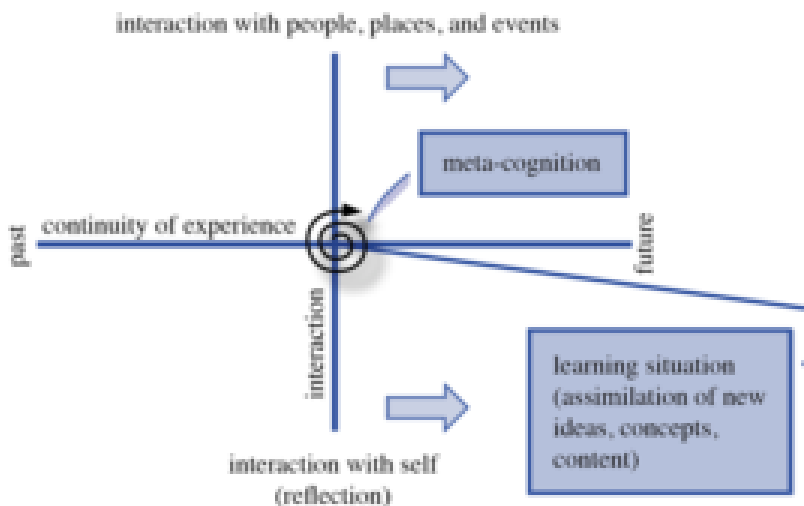 interaction with people, places, and events
meta-cognition
continuity of experience
past
future
interaction
learning situation
(assimilation of new
ideas, concepts,
content)
interaction with self
(reflection)